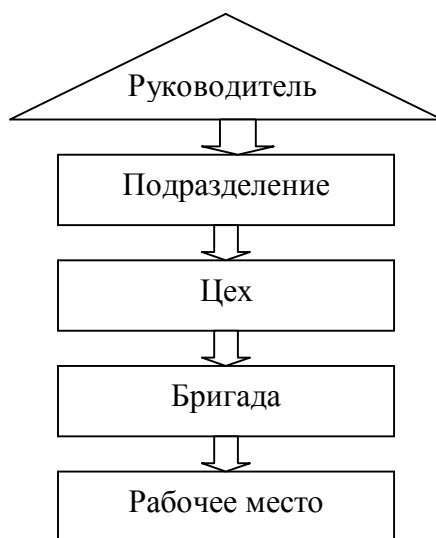 Руководитель
Подразделение
Цех
Бригада
Рабочее место